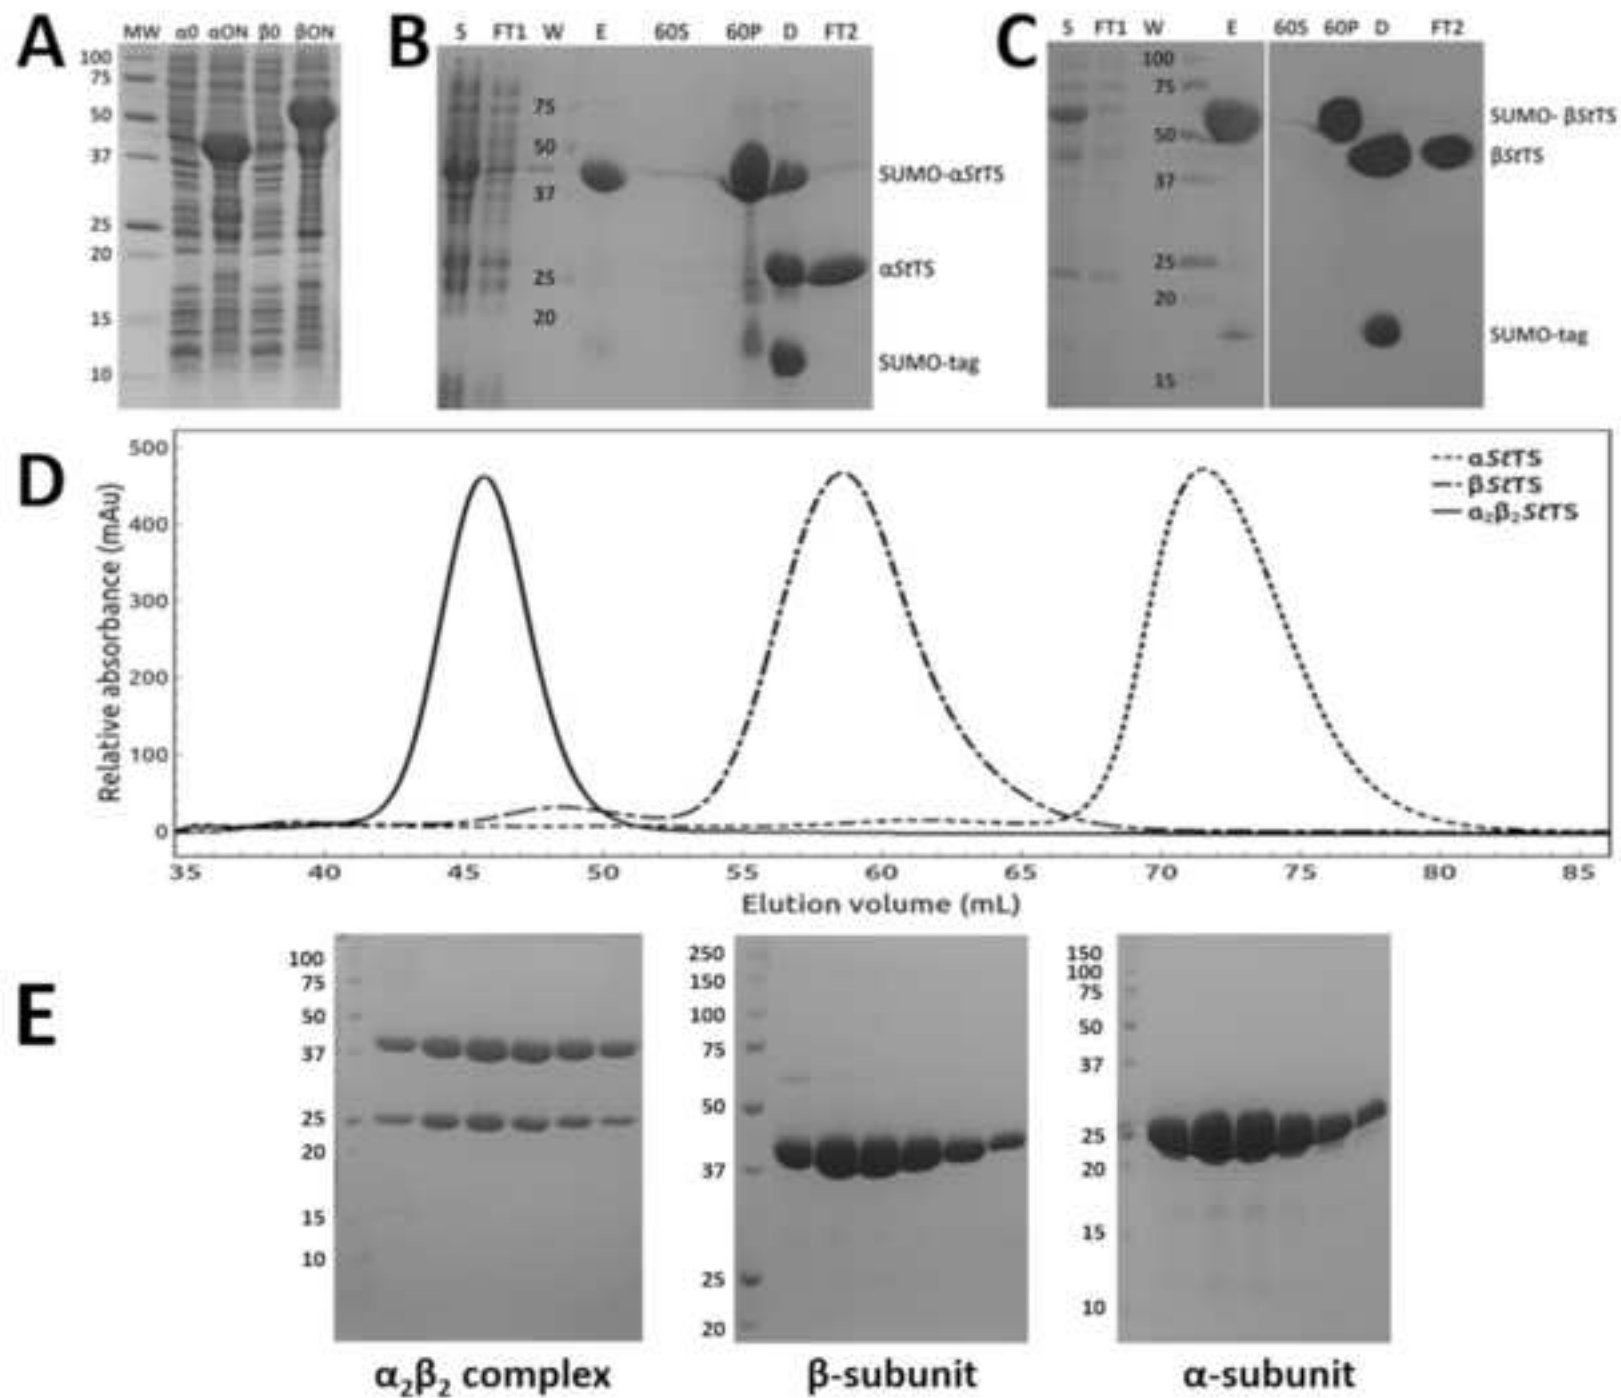 A
MW α0 αON β0 βON
100
75
50
37
25
20
15
10
B
S FT1 W E 60S 60P D FT2
75
50
37
25
20
SUMO-αStTS
αStTS
SUMO-tag
C
S FT1 W E 60S 60P D FT2
100
75
50
37
25
20
15
SUMO- βStTS
βStTS
SUMO-tag
D
Relative absorbance (mAu)
500
400
300
200
100
0
αStTS
βStTS
α₂β₂StTS
35 40 45 50 55 60 65 70 75 80 85
Elution volume (mL)
E
100
75
50
37
25
20
15
10
α₂β₂ complex
250
150
100
75
50
37
25
20
β-subunit
150
100
75
50
37
25
20
15
10
α-subunit